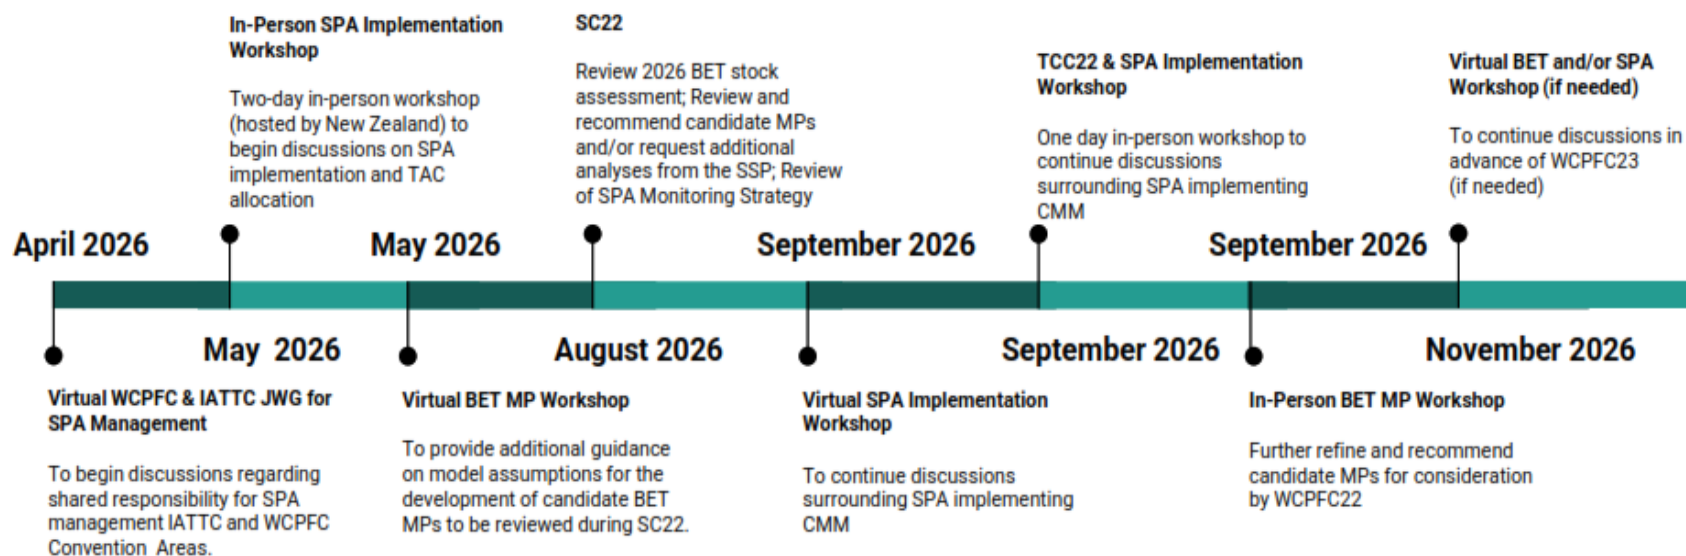 In-Person SPA Implementation
Workshop
Two-day in-person workshop
(hosted by New Zealand) to
begin discussions on SPA
implementation and TAC
allocation
SC22
Review 2026 BET stock
assessment; Review and
recommend candidate MPs
and/or request additional
analyses from the SSP; Review
of SPA Monitoring Strategy
TCC22 & SPA Implementation
Workshop
One day in-person workshop to
continue discussions
surrounding SPA implementing
CMM
Virtual BET and/or SPA
Workshop (if needed)
To continue discussions in
advance of WCPFC23
(if needed)
April 2026
May 2026
September 2026
September 2026
May 2026
August 2026
September 2026
November 2026
Virtual WCPFC & IATTC JWG for
SPA Management
To begin discussions regarding
shared responsibility for SPA
management IATTC and WCPFC
Convention Areas.
Virtual BET MP Workshop
To provide additional guidance
on model assumptions for the
development of candidate BET
MPs to be reviewed during SC22.
Virtual SPA Implementation
Workshop
To continue discussions
surrounding SPA implementing
CMM
In-Person BET MP Workshop
Further refine and recommend
candidate MPs for consideration
by WCPFC22